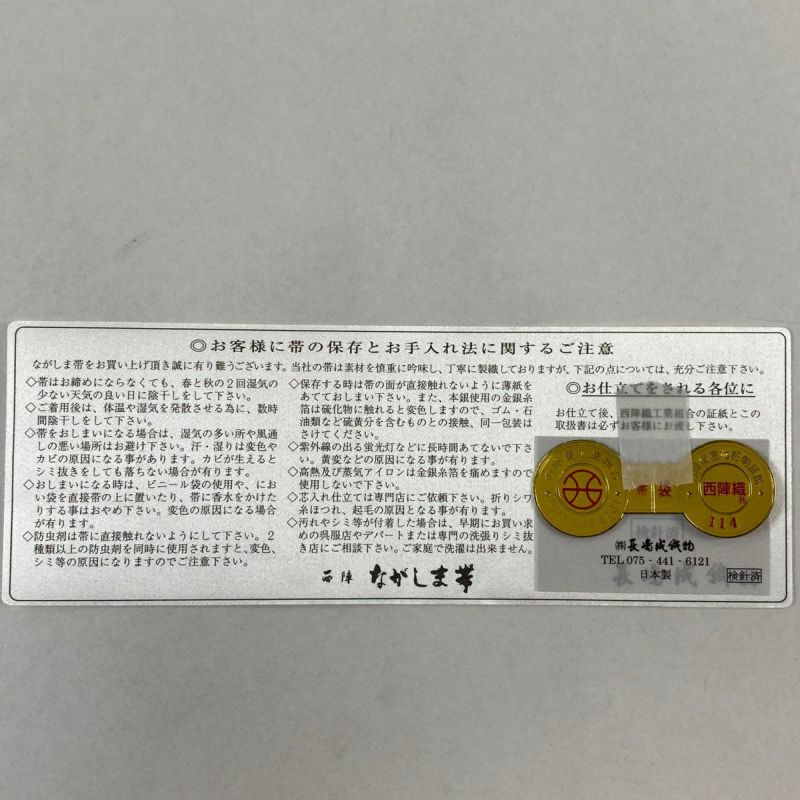 ◎お客様に帯の保存とお手入れ法に関するご注意
ながしま帯をお買い上げ頂き誠に有り難うございます。当社の帯は素材を慎重に吟味し、丁寧に製織しておりますが、下記の点については、充分ご注意下さい。
◇帯はお締めにならなくても、春と秋の2回湿気の
少ない天気の良い日に陰干しをして下さい。
◇ご着用後は、体温や湿気を発散させる為に、数時
間陰干しをして下さい。
◇帯をおしまいになる場合は、湿気の多い所や風通
しの悪い場所はお避け下さい。汗・湿りは変色や
カビの原因になる事があります。カビが生えると
シミ抜きをしても落ちない場合が有ります。
◇おしまいになる時は、ビニール袋の使用や、にお
い袋を直接帯の上に置いたり、帯に香水をかけた
りする事はおやめ下さい。変色の原因になる場合
が有ります。
◇防虫剤は帯に直接触れないようにして下さい。2
種類以上の防虫剤を同時に使用されますと、変色、
シミ等の原因になりますのでご注意下さい。
◇保存する時は帯の面が直接触れないように薄紙を
あてておしまい下さい。また、本銀使用の金銀糸
箔は硫化物に触れると変色しますので、ゴム・石
油類など硫黄分を含むものとの接触、同一包装は
さけてください。
◇紫外線の出る蛍光灯などに長時間あてないで下さ
い。黄変などの原因になる事が有ります。
◇高熱及び蒸気アイロンは金銀糸箔を痛めますので
使用しないで下さい。
◇芯入れ仕立ては専門店にご依頼下さい。折りシワ、
糸ほつれ、起毛の原因となる事が有ります。
◇汚れやシミ等が付着した場合は、早期にお買い求
めの呉服店やデパートまたは専門の洗張りシミ抜
き店にご相談下さい。ご家庭で洗濯は出来ません。
西陣 ながしま帯
◎お仕立てをされる各位に
お仕立て後、西陣織工業組合の証紙とこの
取扱書は必ずお客様にお渡し下さい。
帯 袋
西陣織
114
㈱長嶋成織物
TEL 075-441-6121
日本製
検針済